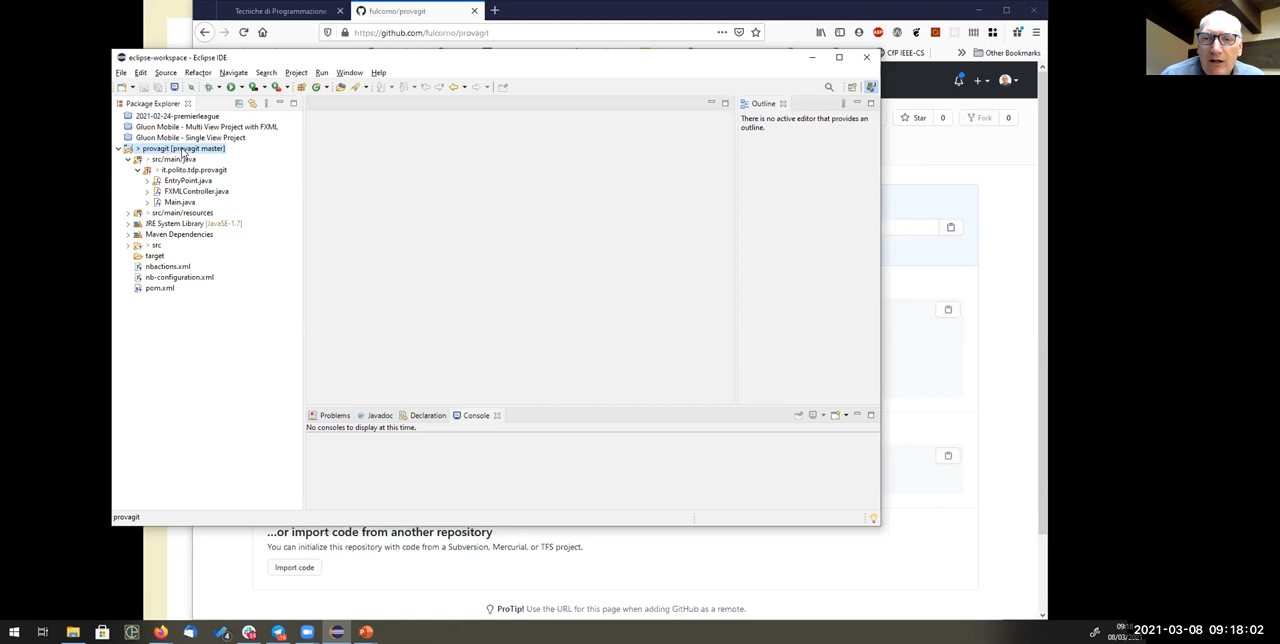 Tecniche di Programmazione
fulcorno/provagit
https://github.com/fulcorno/provagit
CfP IEEE-CS
Other Bookmarks
eclipse-workspace - Eclipse IDE
File Edit Source Refactor Navigate Search Project Run Window Help
Package Explorer
Outline
2021-02-24-premierleague
There is no active editor that provides an
outline.
Star 0 Fork 0
Gluon Mobile - Multi View Project with FXML
Gluon Mobile - Single View Project
> provagit [provagit master]
> src/main/java
> it.polito.tdp.provagit
EntryPoint.java
FXMLController.java
Main.java
> src/main/resources
JRE System Library [JavaSE-1.7]
Maven Dependencies
> src
target
nbactions.xml
nb-configuration.xml
pom.xml
Problems Javadoc Declaration Console
No consoles to display at this time.
provagit
...or import code from another repository
You can initialize this repository with code from a Subversion, Mercurial, or TFS project.
Import code
ProTip! Use the URL for this page when adding GitHub as a remote.
08/03/2021
2021-03-08 09:18:02